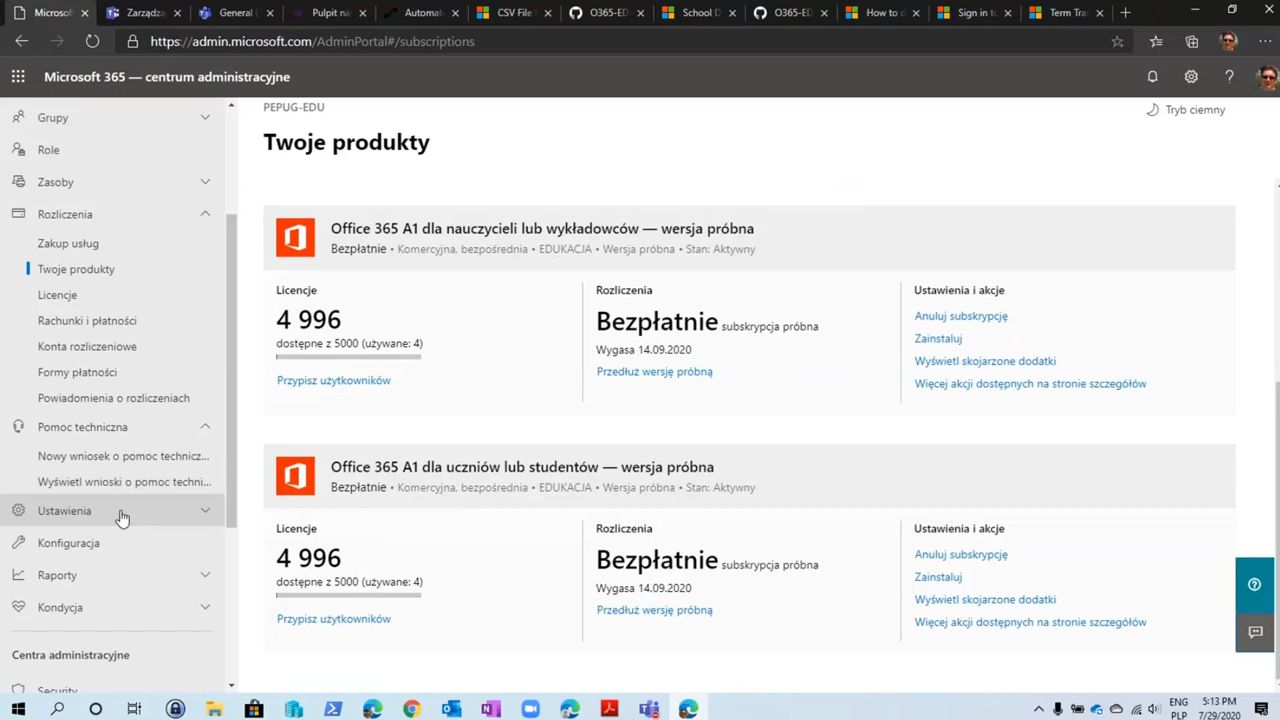 Microsoft
Zarządza
General (
Pulpit na
Automat
CSV File
O365-ED
School D
O365-ED
How to c
Sign in to
Term Tra
https://admin.microsoft.com/AdminPortal#/subscriptions
Microsoft 365 — centrum administracyjne
Grupy
Role
Zasoby
Rozliczenia
Zakup usług
Twoje produkty
Licencje
Rachunki i płatności
Konta rozliczeniowe
Formy płatności
Powiadomienia o rozliczeniach
Pomoc techniczna
Nowy wniosek o pomoc technicz...
Wyświetl wnioski o pomoc techni...
Ustawienia
Konfiguracja
Raporty
Kondycja
Centra administracyjne
Security
PEPUG-EDU
Tryb ciemny
Twoje produkty
Office 365 A1 dla nauczycieli lub wykładowców — wersja próbna
Bezpłatnie • Komercyjna, bezpośrednia • EDUKACJA • Wersja próbna • Stan: Aktywny
Licencje
4 996
dostępne z 5000 (używane: 4)
Przypisz użytkowników
Rozliczenia
Bezpłatnie subskrypcja próbna
Wygasa 14.09.2020
Przedłuż wersję próbną
Ustawienia i akcje
Anuluj subskrypcję
Zainstaluj
Wyświetl skojarzone dodatki
Więcej akcji dostępnych na stronie szczegółów
Office 365 A1 dla uczniów lub studentów — wersja próbna
Bezpłatnie • Komercyjna, bezpośrednia • EDUKACJA • Wersja próbna • Stan: Aktywny
Licencje
4 996
dostępne z 5000 (używane: 4)
Przypisz użytkowników
Rozliczenia
Bezpłatnie subskrypcja próbna
Wygasa 14.09.2020
Przedłuż wersję próbną
Ustawienia i akcje
Anuluj subskrypcję
Zainstaluj
Wyświetl skojarzone dodatki
Więcej akcji dostępnych na stronie szczegółów
ENG
PLP
5:13 PM
7/29/2020